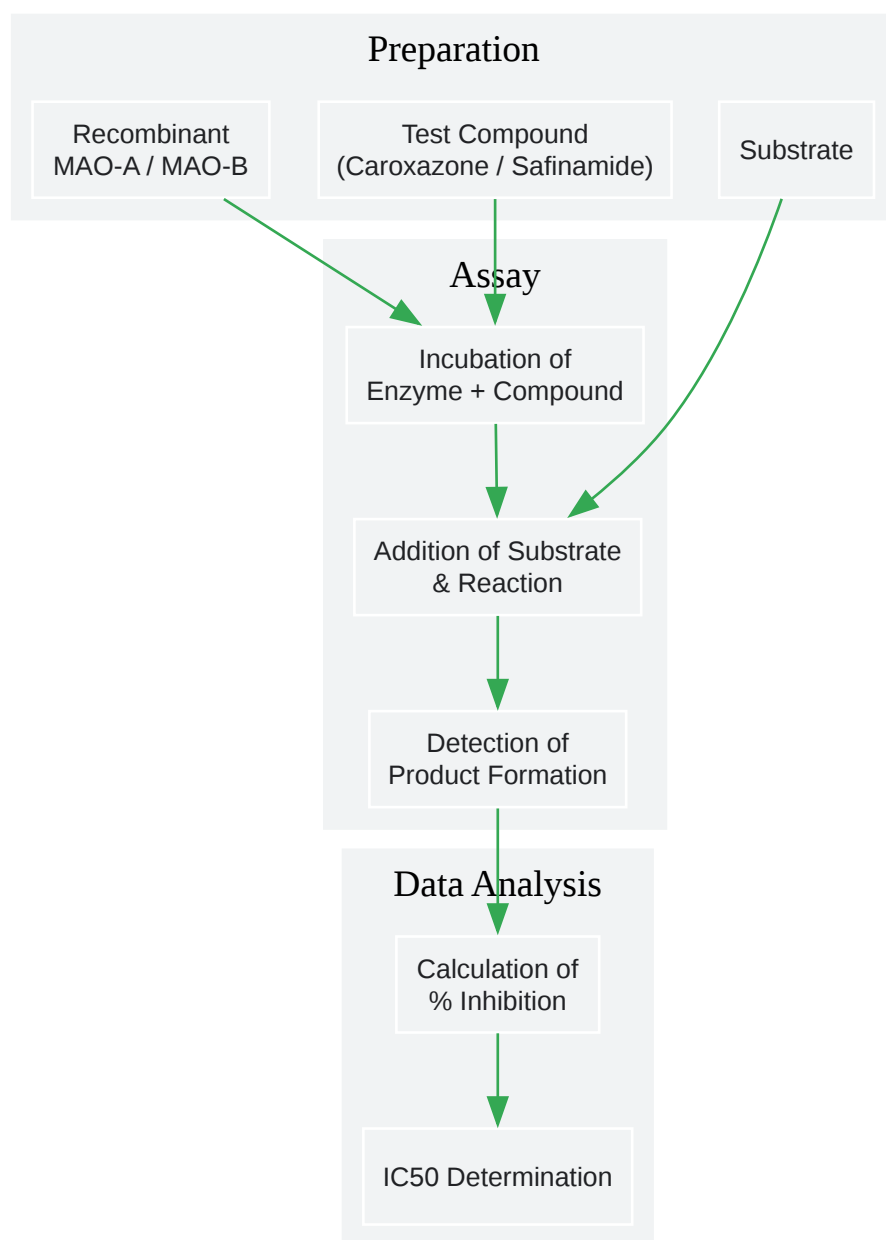 Preparation
Recombinant
MAO-A / MAO-B
Test Compound
(Caroxazone / Safinamide)
Substrate
Assay
Incubation of
Enzyme + Compound
Addition of Substrate
& Reaction
Detection of
Product Formation
Data Analysis
Calculation of
% Inhibition
IC50 Determination